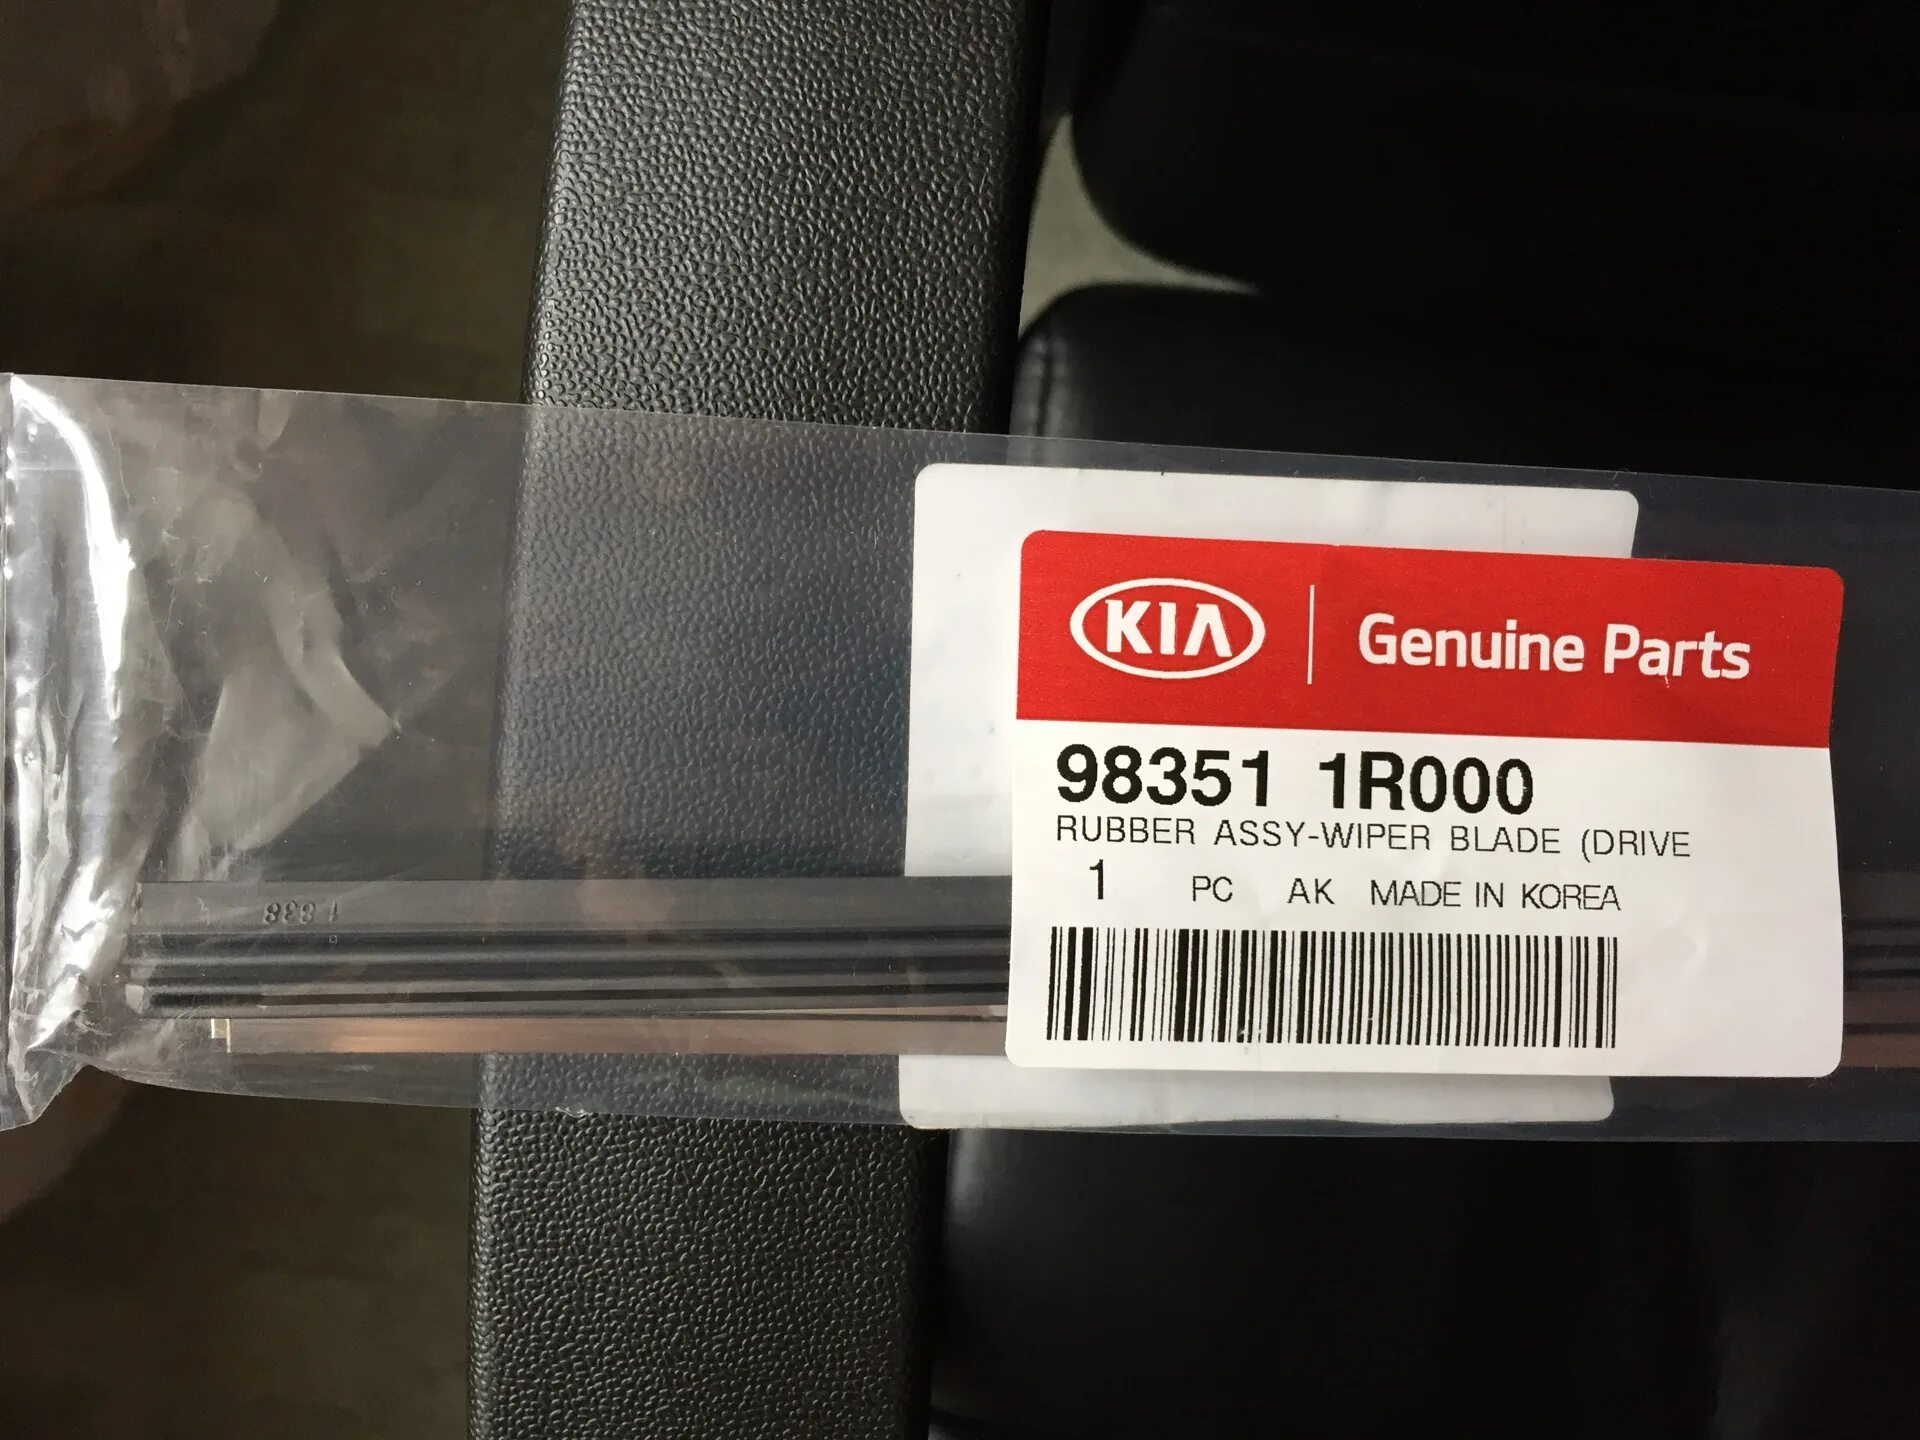 KIA Genuine Parts
98351 1R000
RUBBER ASSY-WIPER BLADE (DRIVE
1 PC AK MADE IN KOREA